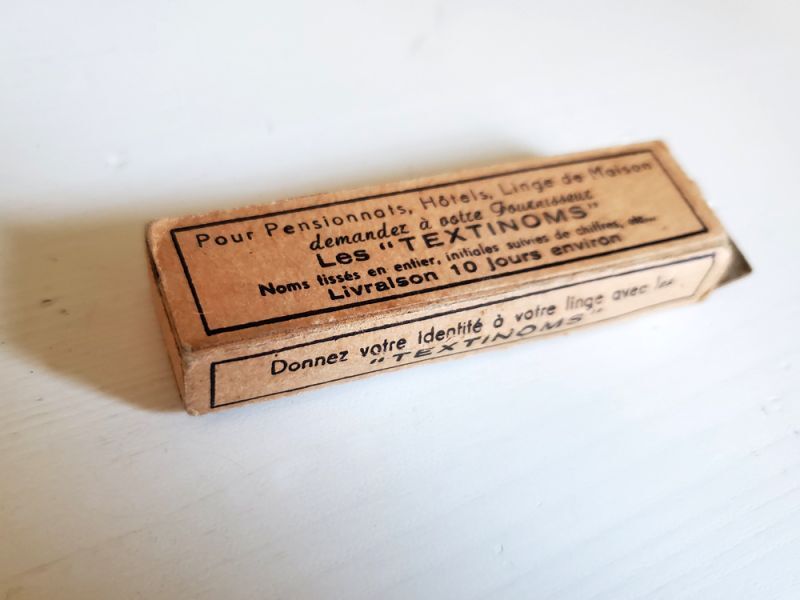 Pour Pensionnats, Hôtels, Linge de Maison
demandez à votre Fournisseur
Les "TEXTINOMS"
Noms tissés en entier, initiales suivies de chiffres, etc...
Livraison 10 jours environ
Donnez votre identité à votre linge avec les
"TEXTINOMS"